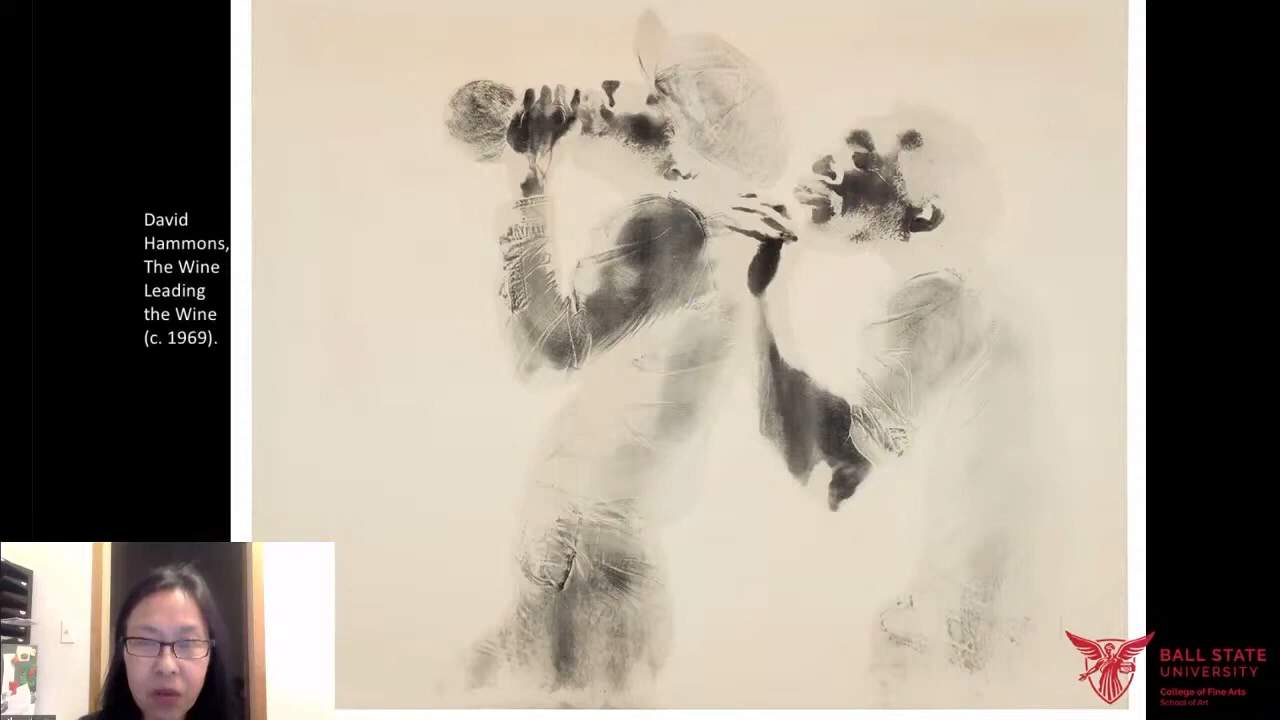 David
Hammons,
The Wine
Leading
the Wine
(c. 1969).
BALL STATE
UNIVERSITY
College of Fine Arts
School of Art